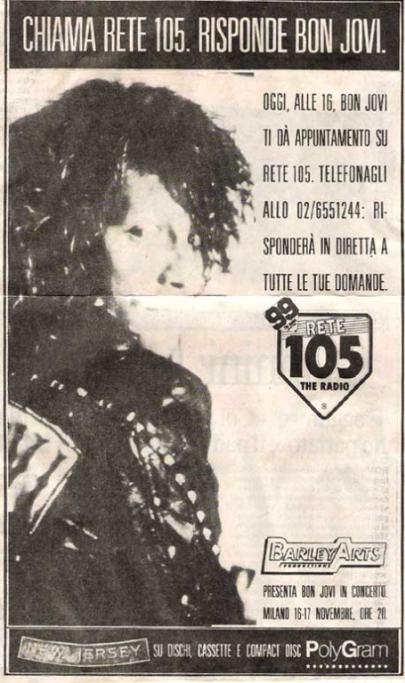 CHIAMA RETE 105. RISPONDE BON JOVI.
OGGI, ALLE 16, BON JOVI
TI DÀ APPUNTAMENTO SU
RETE 105. TELEFONAGLI
ALLO 02/6551244: RI-
SPONDERÀ IN DIRETTA A
TUTTE LE TUE DOMANDE.
99
RETE
105
THE RADIO
®
BARLEY ARTS
PRODUCTIONS
PRESENTA BON JOVI IN CONCERTO.
MILANO 16-17 NOVEMBRE, ORE 20.
NEW JERSEY SU DISCHI, CASSETTE E COMPACT DISC PolyGram